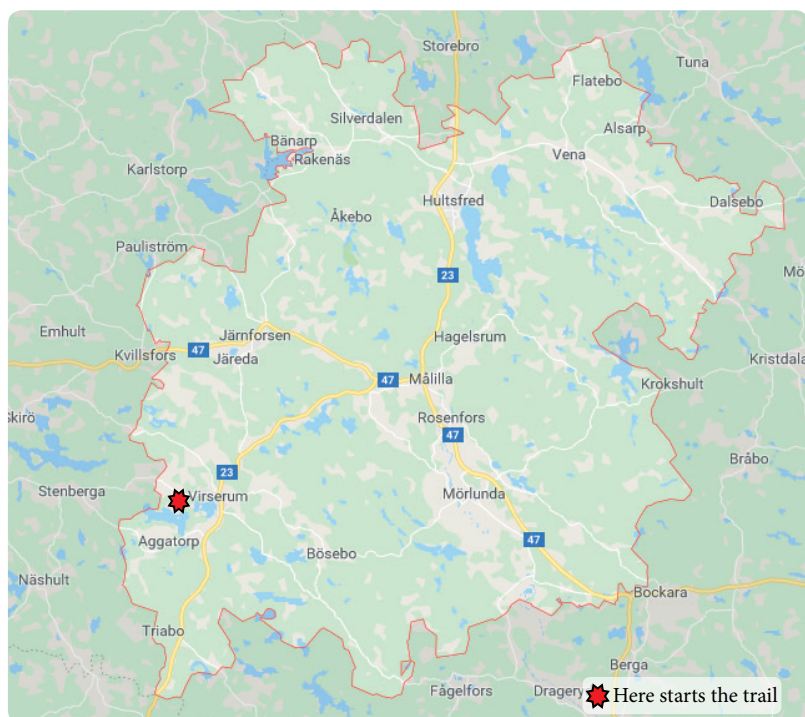 Storebro
Tuna
Flatebo
Silverdalen
Alsarp
Bänarp
Rakenäs
Vena
Karlstorp
Hultsfred
Dalsebo
Åkebo
Pauliström
23
Mö
Emhult
Järnforsen
Hagelsrum
47
Kvillsfors
Järeda
Kristdala
47
Målilla
Krokshult
Skirö
Rosenfors
47
23
Bråbo
Stenberga
Virserum
Mörlunda
Aggatorp
Bösebo
47
Näshult
Bockara
Triabo
Berga
Fågelfors
Dragery
Here starts the trail